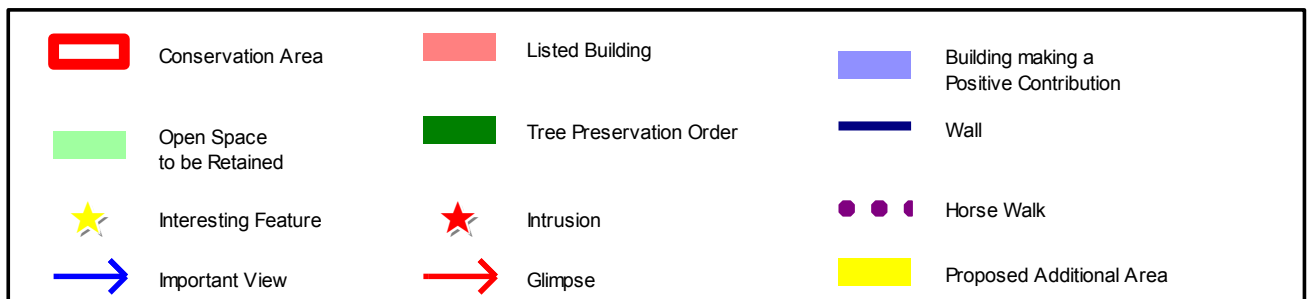 Conservation Area
Listed Building
Building making a
Positive Contribution
Open Space
to be Retained
Tree Preservation Order
Wall
Interesting Feature
Intrusion
Horse Walk
Important View
Glimpse
Proposed Additional Area